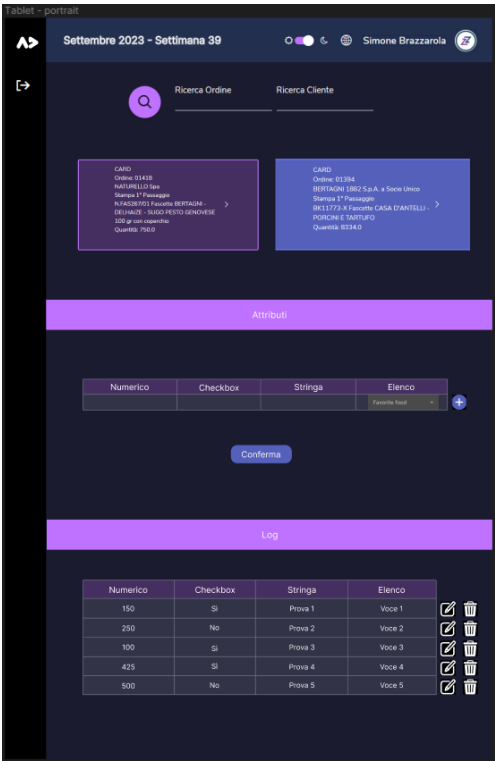 Tablet - portrait
Settembre 2023 - Settimana 39
Simone Brazzarola
Ricerca Ordine
Ricerca Cliente
CARD
Ordine: 01418
NATURELLO Spa
Stampa 1° Passaggio
N.FAS267/01 Fascette BERTAGNI -
DELHAIZE - SUGO PESTO GENOVESE
100 gr con coperchio
Quantità: 750.0
CARD
Ordine: 01394
BERTAGNI 1882 S.p.A. a Socio Unico
Stampa 1° Passaggio
BK11773-X Fascette CASA D'ANTELLI -
PORCINI E TARTUFO
Quantità: 8334.0
Attributi
Numerico Checkbox Stringa Elenco
Favorite food
Conferma
Log
Numerico Checkbox Stringa Elenco
150 Si Prova 1 Voce 1
250 No Prova 2 Voce 2
100 Si Prova 3 Voce 3
425 Si Prova 4 Voce 4
500 No Prova 5 Voce 5